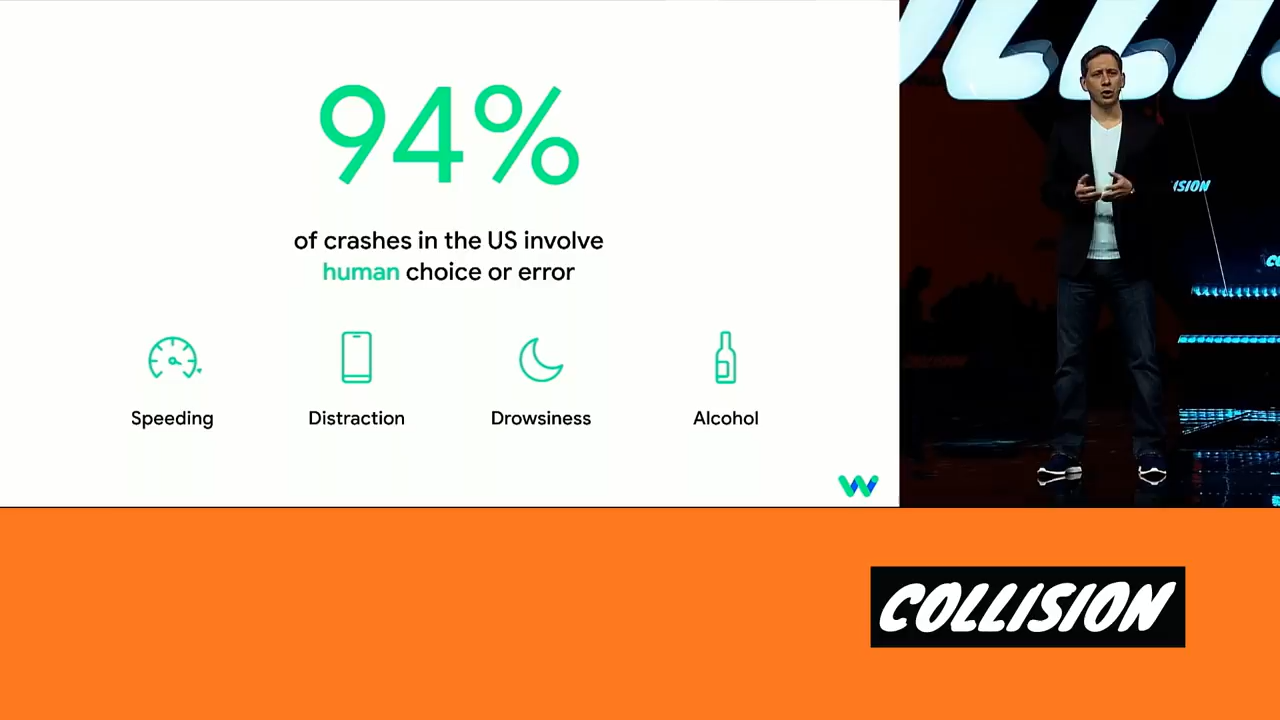 94%
of crashes in the US involve
human choice or error
Speeding
Distraction
Drowsiness
Alcohol
COLLISION